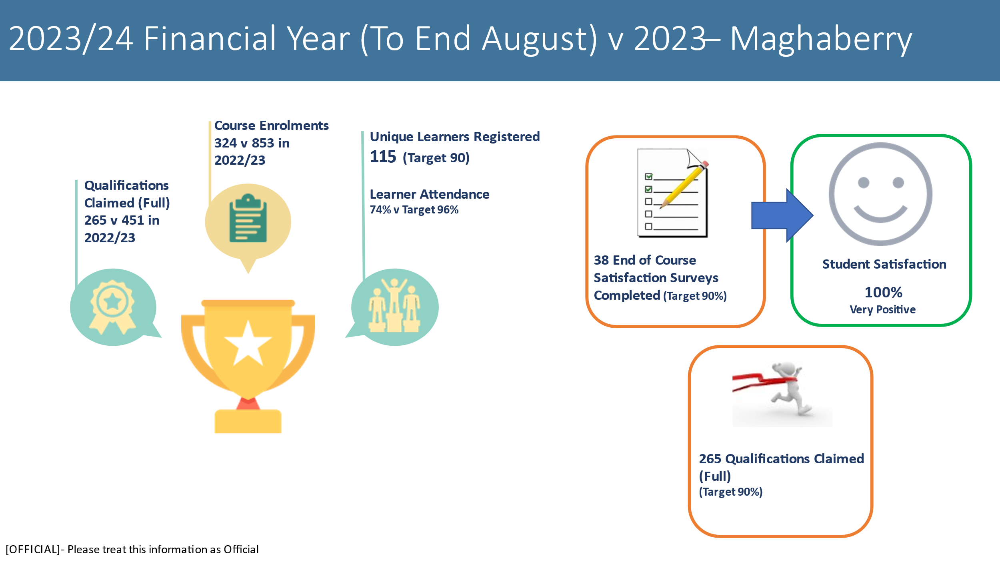 2023/24 Financial Year (To End August) v 2023– Maghaberry
Course Enrolments
324 v 853 in
2022/23
Unique Learners Registered
115 (Target 90)
Learner Attendance
74% v Target 96%
Qualifications
Claimed (Full)
265 v 451 in
2022/23
38 End of Course
Satisfaction Surveys
Completed (Target 90%)
Student Satisfaction
100%
Very Positive
265 Qualifications Claimed
(Full)
(Target 90%)
[OFFICIAL]- Please treat this information as Official